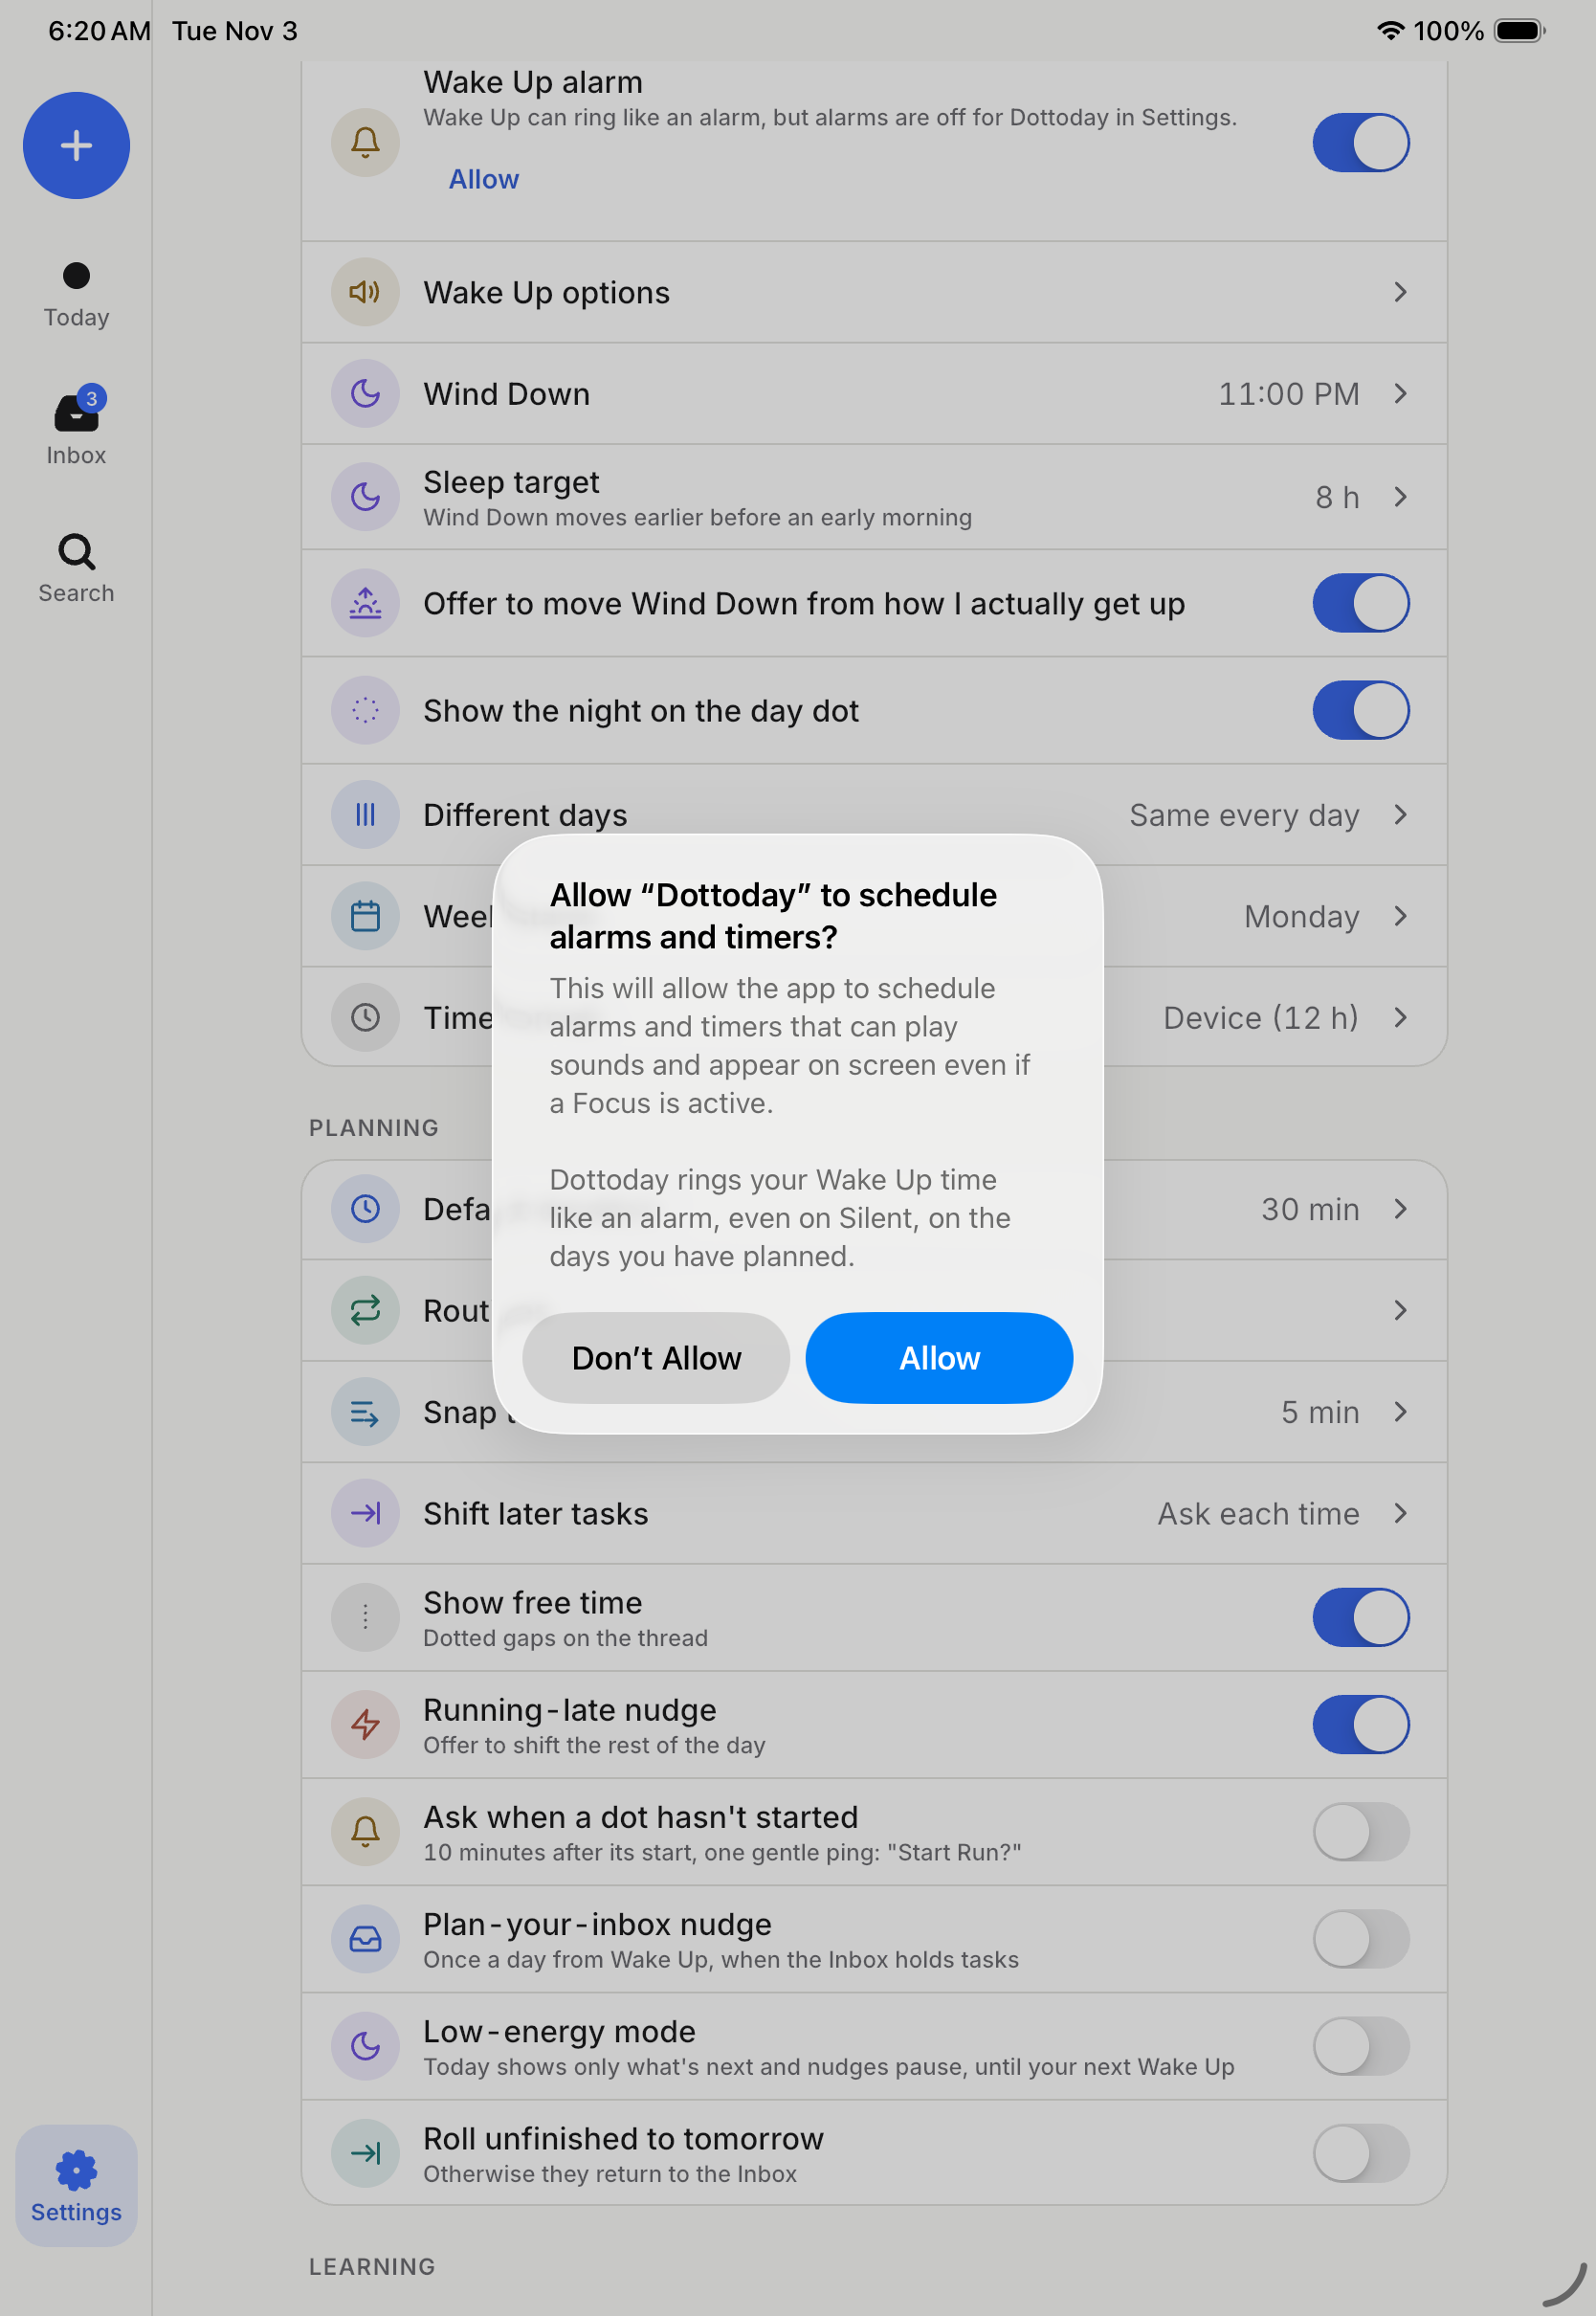 6:20 AM Tue Nov 3
100%
Wake Up alarm
Wake Up can ring like an alarm, but alarms are off for Dottoday in Settings.
Allow
Today
Wake Up options
3
Inbox
Wind Down
11:00 PM
Sleep target
8 h
Wind Down moves earlier before an early morning
Search
Offer to move Wind Down from how I actually get up
Show the night on the day dot
Different days
Same every day
Monday
Time
Device (12 h)
Allow “Dottoday” to schedule
alarms and timers?
This will allow the app to schedule
alarms and timers that can play
sounds and appear on screen even if
a Focus is active.
Dottoday rings your Wake Up time
like an alarm, even on Silent, on the
days you have planned.
Don’t Allow
Allow
PLANNING
30 min
Snap
5 min
Shift later tasks
Ask each time
Show free time
Dotted gaps on the thread
Running-late nudge
Offer to shift the rest of the day
Ask when a dot hasn't started
10 minutes after its start, one gentle ping: "Start Run?"
Plan-your-inbox nudge
Once a day from Wake Up, when the Inbox holds tasks
Low-energy mode
Today shows only what's next and nudges pause, until your next Wake Up
Roll unfinished to tomorrow
Otherwise they return to the Inbox
Settings
LEARNING